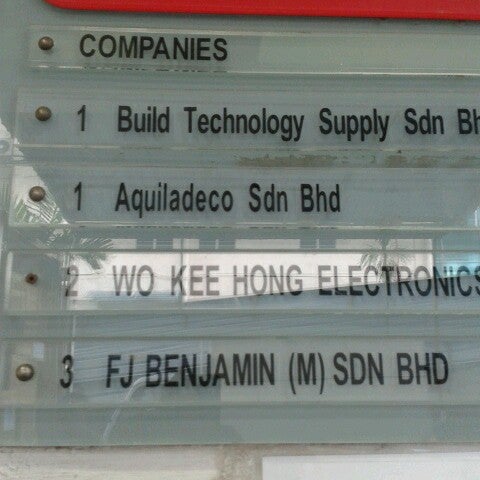 COMPANIES
1 Build Technology Supply Sdn Bh
1 Aquiladeco Sdn Bhd
2 WO KEE HONG ELECTRONICS
3 FJ BENJAMIN (M) SDN BHD